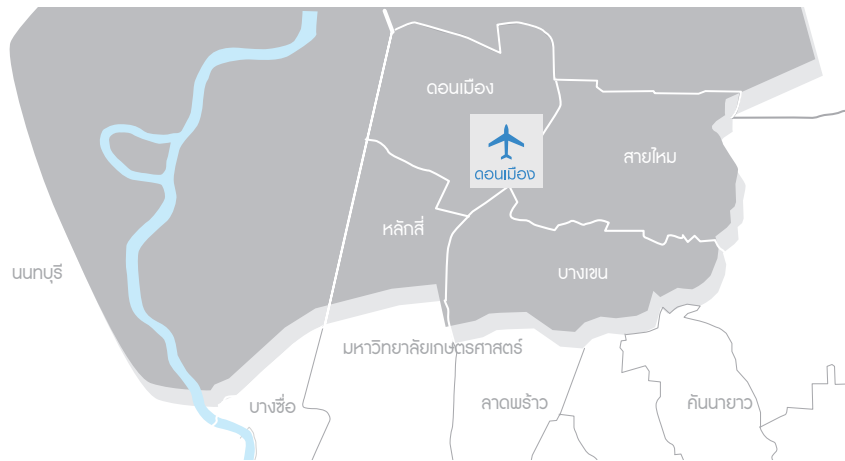 ดอนเมือง
สายไหม
ดอนเมือง
หลักสี่
บางเขน
นนทบุรี
มหาวิทยาลัยเกษตรศาสตร์
บางซื่อ
ลาดพร้าว
คันนายาว